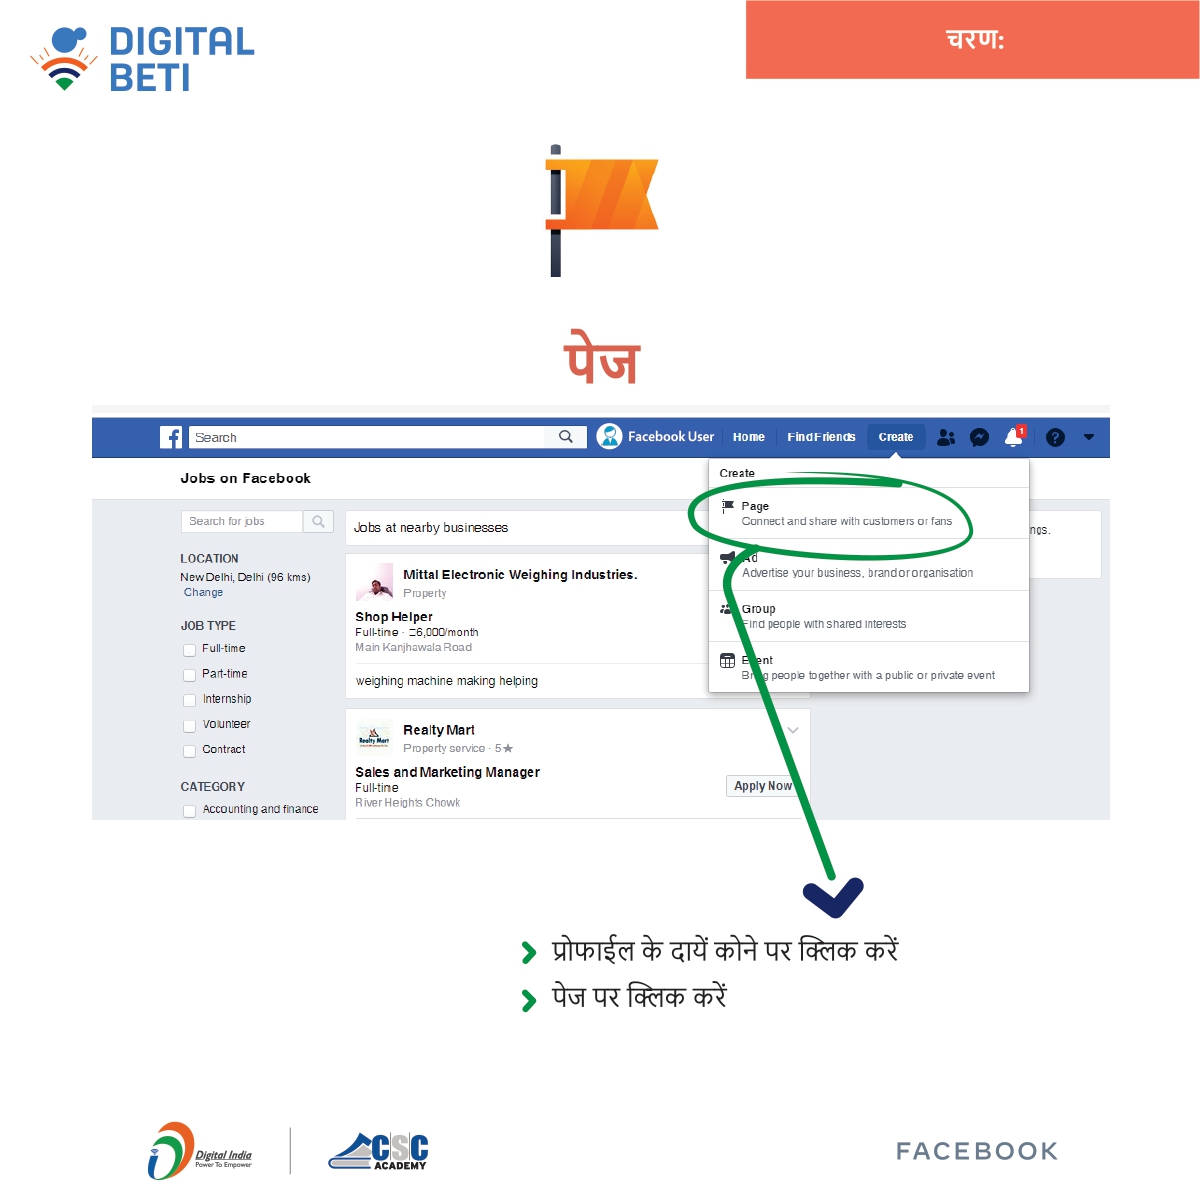 DIGITAL
BETI
चरण:
पेज
Search
Facebook User
Home
Find Friends
Create
1
?
Jobs on Facebook
Create
Page
Connect and share with customers or fans
Ad
Advertise your business, brand or organisation
Group
Find people with shared interests
Event
Bring people together with a public or private event
ngs.
Search for jobs
LOCATION
New Delhi, Delhi (96 kms)
Change
JOB TYPE
Full-time
Part-time
Internship
Volunteer
Contract
CATEGORY
Accounting and finance
Jobs at nearby businesses
Mittal Electronic Weighing Industries.
Property
Shop Helper
Full-time · □6,000/month
Main Kanjhawala Road
weighing machine making helping
Realty Mart
Realty Mart
Property service · 5★
Sales and Marketing Manager
Full-time
River Heights Chowk
Apply Now
प्रोफाईल के दायें कोने पर क्लिक करें
पेज पर क्लिक करें
Digital India
Power To Empower
CSC
ACADEMY
FACEBOOK